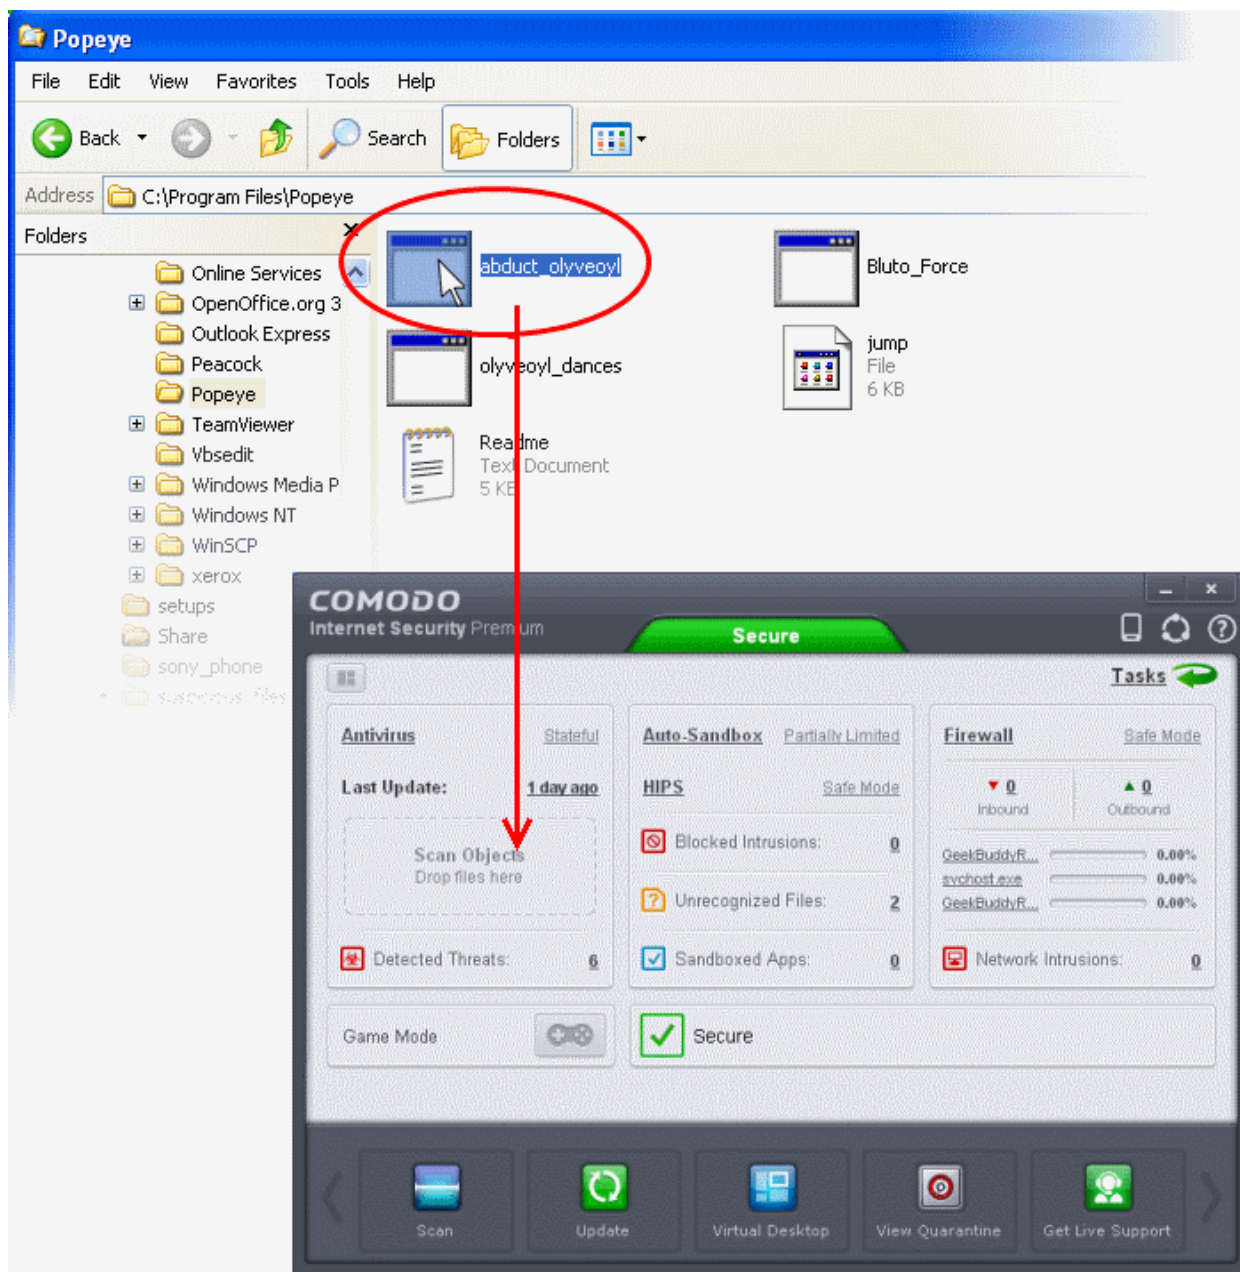 Popeye
File Edit View Favorites Tools Help
Back Search Folders
Address C:\Program Files\Popeye
Folders
Online Services
OpenOffice.org 3
Outlook Express
Peacock
Popeye
TeamViewer
Vbsedit
Windows Media P
Windows NT
WinSCP
xerox
setups
Share
sony_phone
suspicious_files
abduct_olyveoyl
Bluto_Force
olyveoyl_dances
jump
File
6 KB
Readme
Text Document
5 KB
COMODO
Internet Security Premium
Secure
Tasks
Antivirus Stateful
Last Update: 1 day ago
Scan Objects
Drop files here
Detected Threats: 6
Auto-Sandbox Partially Limited
HIPS Safe Mode
Blocked Intrusions: 0
Unrecognized Files: 2
Sandboxed Apps: 0
Firewall Safe Mode
0 0
Inbound Outbound
GeekBuddyR... 0.00%
svchost.exe 0.00%
GeekBuddyR... 0.00%
Network Intrusions: 0
Game Mode
Secure
Scan Update Virtual Desktop View Quarantine Get Live Support